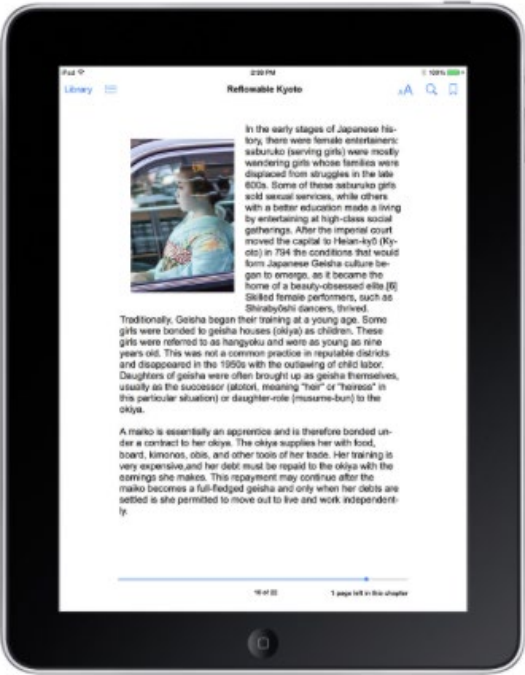 iPad
2:39 PM
100%
Library
Reflowable Kyoto
AA
In the early stages of Japanese his-
tory, there were female entertainers:
saburuko (serving girls) were mostly
wandering girls whose families were
displaced from struggles in the late
600s. Some of these saburuko girls
sold sexual services, while others
with a better education made a living
by entertaining at high-class social
gatherings. After the imperial court
moved the capital to Heian-kyō (Ky-
oto) in 794 the conditions that would
form Japanese Geisha culture be-
gan to emerge, as it became the
home of a beauty-obsessed elite.[6]
Skilled female performers, such as
Shirabyōshi dancers, thrived.
Traditionally, Geisha began their training at a young age. Some
girls were bonded to geisha houses (okiya) as children. These
girls were referred to as hangyoku and were as young as nine
years old. This was not a common practice in reputable districts
and disappeared in the 1950s with the outlawing of child labor.
Daughters of geisha were often brought up as geisha themselves,
usually as the successor (atotori, meaning "heir" or "heiress" in
this particular situation) or daughter-role (musume-bun) to the
okiya.
A maiko is essentially an apprentice and is therefore bonded un-
der a contract to her okiya. The okiya supplies her with food,
board, kimonos, obis, and other tools of her trade. Her training is
very expensive,and her debt must be repaid to the okiya with the
earnings she makes. This repayment may continue after the
maiko becomes a full-fledged geisha and only when her debts are
settled is she permitted to move out to live and work independent-
ly.
of
1 page left in this chapter